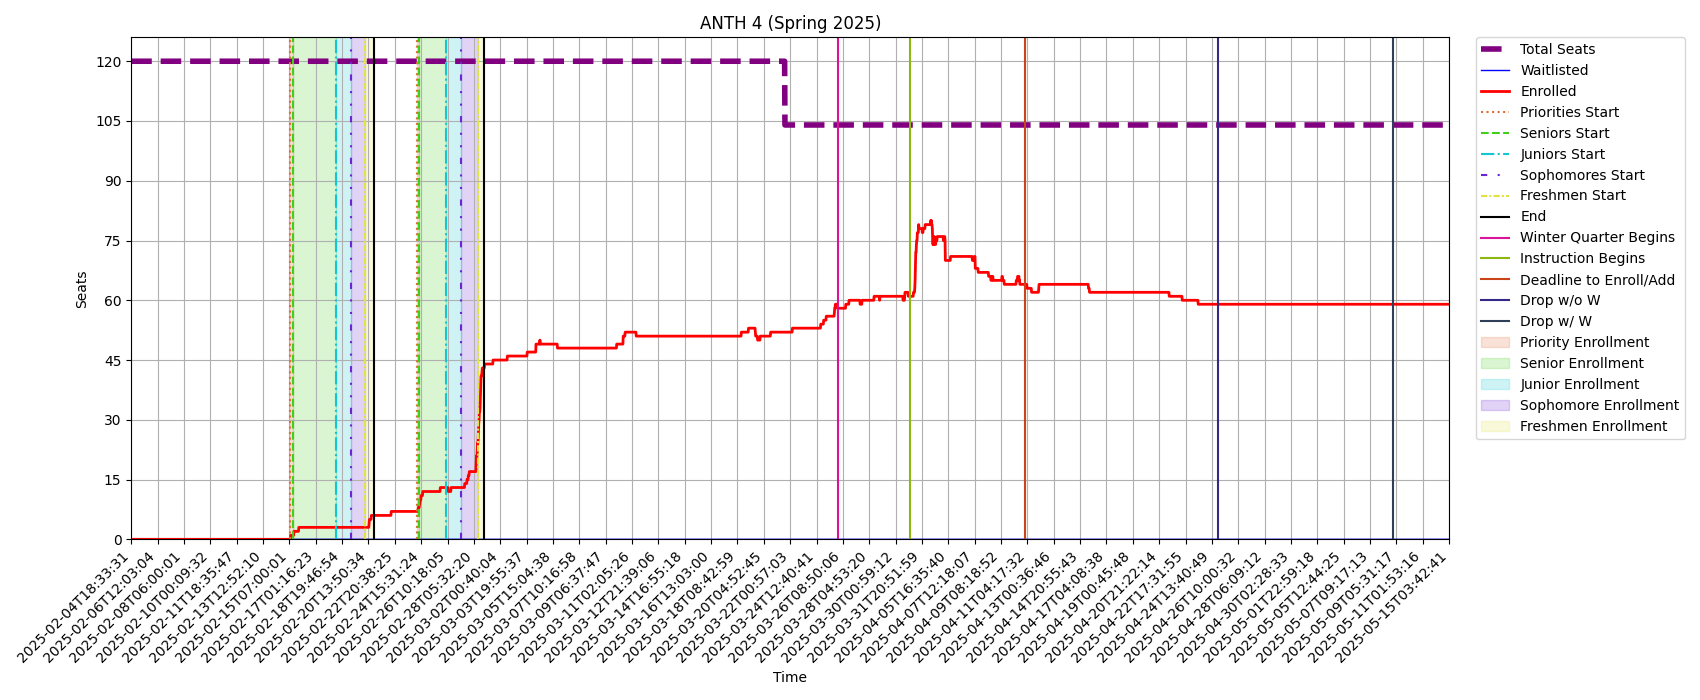 ANTH 4 (Spring 2025)
Seats
120
105
90
75
60
45
30
15
0
2025-02-04T18:33:31
2025-02-06T12:03:04
2025-02-08T06:00:01
2025-02-10T00:09:32
2025-02-11T18:35:47
2025-02-13T12:52:10
2025-02-15T07:00:01
2025-02-17T01:16:23
2025-02-18T19:46:54
2025-02-20T13:50:34
2025-02-22T20:38:25
2025-02-24T15:31:24
2025-02-26T10:18:05
2025-02-28T05:32:20
2025-03-02T00:40:04
2025-03-03T19:55:37
2025-03-05T15:04:38
2025-03-07T10:16:58
2025-03-09T06:37:47
2025-03-11T02:05:26
2025-03-12T21:39:06
2025-03-14T16:55:18
2025-03-16T13:03:00
2025-03-18T08:42:59
2025-03-20T04:52:45
2025-03-22T00:57:03
2025-03-24T12:40:41
2025-03-26T08:50:06
2025-03-28T04:53:20
2025-03-30T00:59:12
2025-03-31T20:51:59
2025-04-05T16:35:40
2025-04-07T12:18:07
2025-04-09T08:18:52
2025-04-11T04:17:32
2025-04-13T00:36:46
2025-04-14T20:55:43
2025-04-17T04:08:38
2025-04-19T00:45:48
2025-04-20T21:22:14
2025-04-22T17:31:55
2025-04-24T13:40:49
2025-04-26T10:00:32
2025-04-28T06:09:12
2025-04-30T02:28:33
2025-05-01T22:59:18
2025-05-05T12:44:25
2025-05-07T09:17:13
2025-05-09T05:31:17
2025-05-11T01:53:16
2025-05-15T03:42:41
Time
Total Seats
Waitlisted
Enrolled
Priorities Start
Seniors Start
Juniors Start
Sophomores Start
Freshmen Start
End
Winter Quarter Begins
Instruction Begins
Deadline to Enroll/Add
Drop w/o W
Drop w/ W
Priority Enrollment
Senior Enrollment
Junior Enrollment
Sophomore Enrollment
Freshmen Enrollment